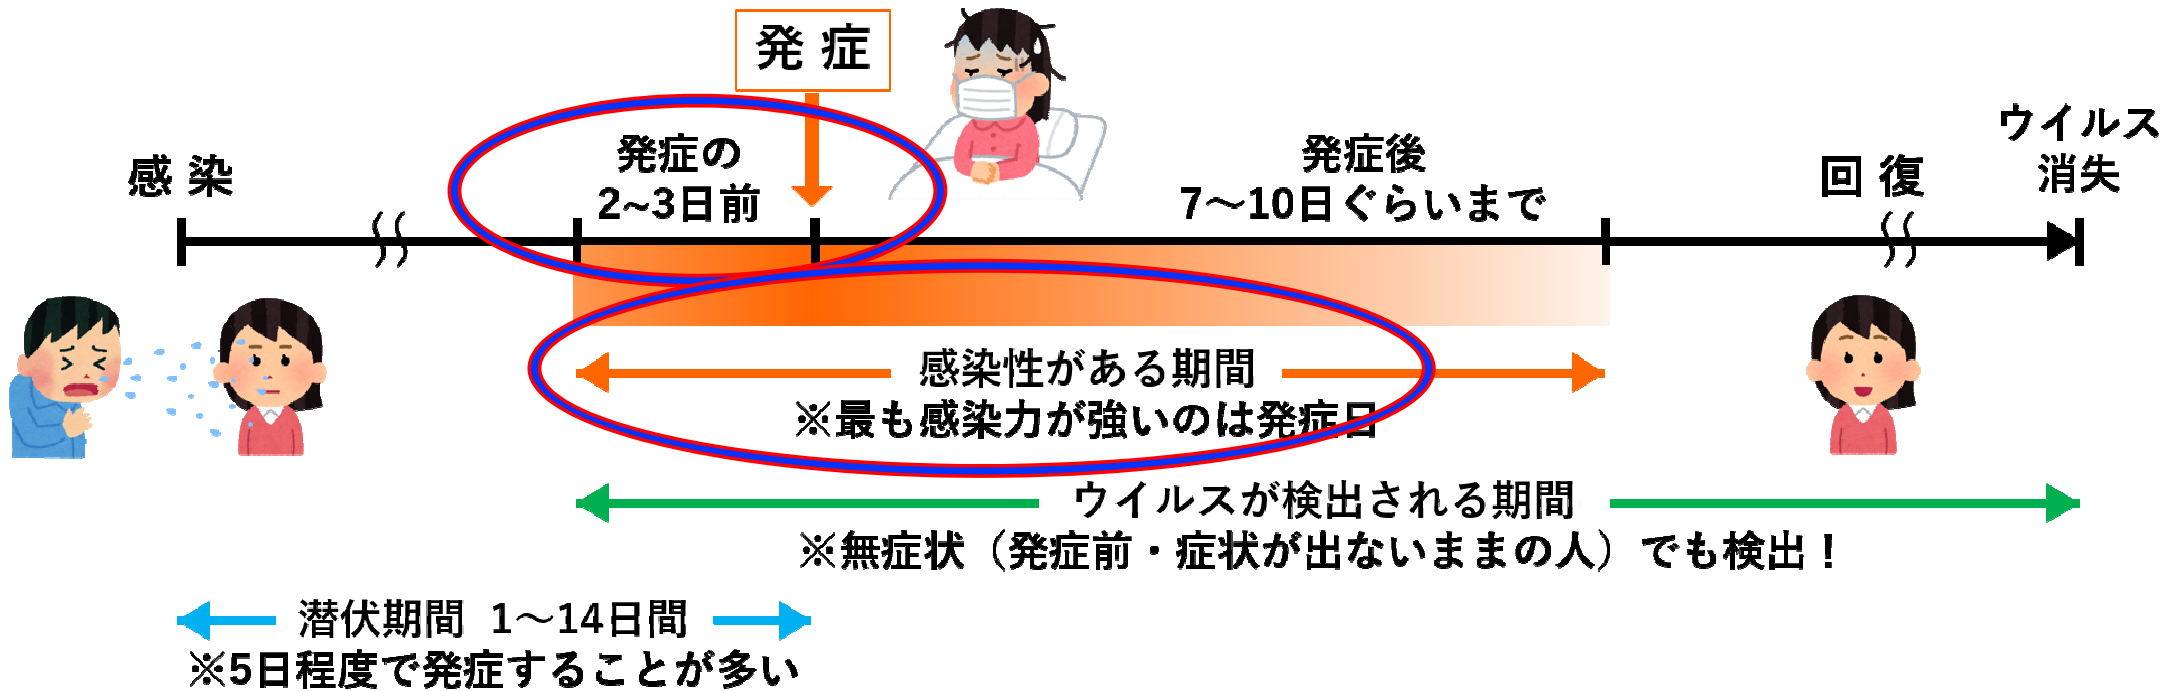 発 症
発症の
2~3日前
発症後
7～10日ぐらいまで
ウイルス
消失
感 染
回 復
感染性がある期間
※最も感染力が強いのは発症日
ウイルスが検出される期間
※無症状（発症前・症状が出ないままの人）でも検出！
潜伏期間 1～14日間
※5日程度で発症することが多い